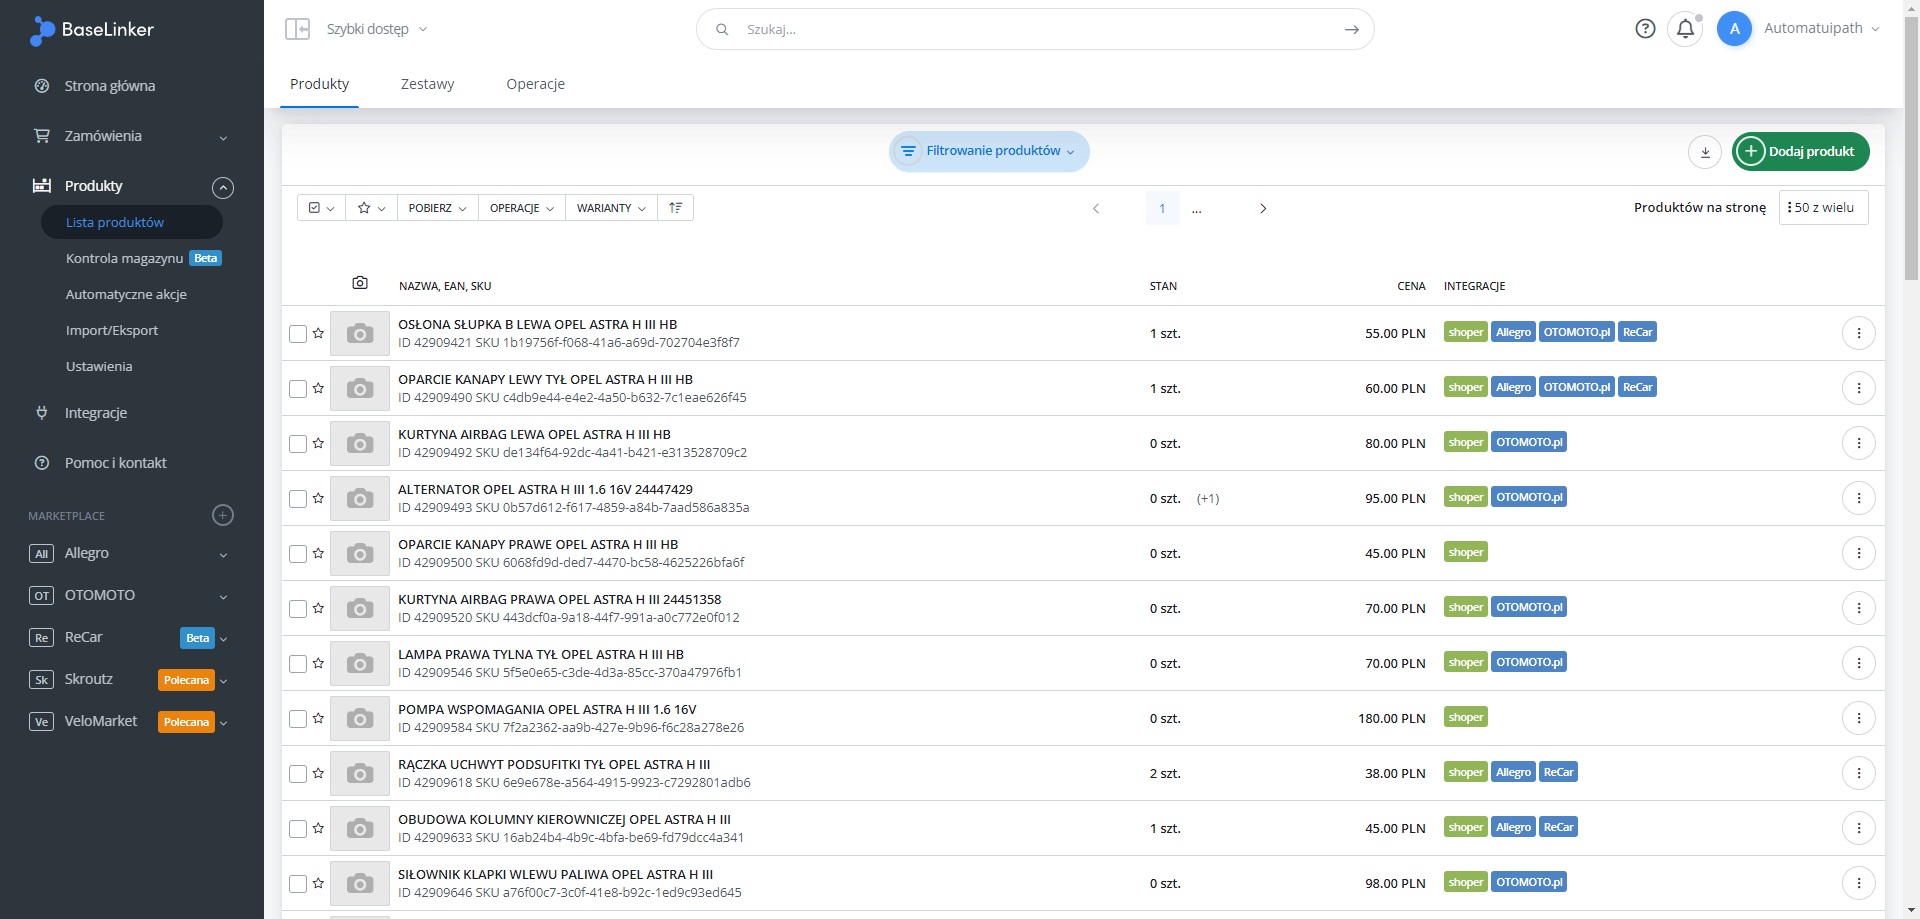 BaseLinker
Szybki dostęp
Szukaj...
A
Automatuipath
Strona główna
Zamówienia
Produkty
Lista produktów
Kontrola magazynu Beta
Automatyczne akcje
Import/Eksport
Ustawienia
Integracje
Pomoc i kontakt
MARKETPLACE
All Allegro
OT OTOMOTO
Re ReCar Beta
Sk Skroutz Polecana
Ve VeloMarket Polecana
Produkty Zestawy Operacje
Filtrowanie produktów
Dodaj produkt
POBIERZ OPERACJE WARIANTY
1 ...
Produktów na stronę 50 z wielu
NAZWA, EAN, SKU STAN CENA INTEGRACJE
OSŁONA SŁUPKA B LEWA OPEL ASTRA H III HB
ID 42909421 SKU 1b19756f-f068-41a6-a69d-702704e3f8f7
1 szt. 55.00 PLN shoper Allegro OTOMOTO.pl ReCar
OPARCIE KANAPY LEWY TYŁ OPEL ASTRA H III HB
ID 42909490 SKU c4db9e44-e4e2-4a50-b632-7c1eae626f45
1 szt. 60.00 PLN shoper Allegro OTOMOTO.pl ReCar
KURTYNA AIRBAG LEWA OPEL ASTRA H III HB
ID 42909492 SKU de134f64-92dc-4a41-b421-e313528709c2
0 szt. 80.00 PLN shoper OTOMOTO.pl
ALTERNATOR OPEL ASTRA H III 1.6 16V 24447429
ID 42909493 SKU 0b57d612-f617-4859-a84b-7aad586a835a
0 szt. (+1) 95.00 PLN shoper OTOMOTO.pl
OPARCIE KANAPY PRAWE OPEL ASTRA H III HB
ID 42909500 SKU 6068fd9d-ded7-4470-bc58-4625226bfa6f
0 szt. 45.00 PLN shoper
KURTYNA AIRBAG PRAWA OPEL ASTRA H III 24451358
ID 42909520 SKU 443dcf0a-9a18-44f7-991a-a0c772e0f012
0 szt. 70.00 PLN shoper OTOMOTO.pl
LAMPA PRAWA TYLNA TYŁ OPEL ASTRA H III HB
ID 42909546 SKU 5f5e0e65-c3de-4d3a-85cc-370a47976fb1
0 szt. 70.00 PLN shoper OTOMOTO.pl
POMPA WSPOMAGANIA OPEL ASTRA H III 1.6 16V
ID 42909584 SKU 7f2a2362-aa9b-427e-9b96-f6c28a278e26
0 szt. 180.00 PLN shoper
RĄCZKA UCHWYT PODSUFITKI TYŁ OPEL ASTRA H III
ID 42909618 SKU 6e9e678e-a564-4915-9923-c7292801adb6
2 szt. 38.00 PLN shoper Allegro ReCar
OBUDOWA KOLUMNY KIEROWNICZEJ OPEL ASTRA H III
ID 42909633 SKU 16ab24b4-4b9c-4bfa-be69-fd79dcc4a341
1 szt. 45.00 PLN shoper Allegro ReCar
SIŁOWNIK KLAPKI WLEWU PALIWA OPEL ASTRA H III
ID 42909646 SKU a76f00c7-3c0f-41e8-b92c-1ed9c93ed645
0 szt. 98.00 PLN shoper OTOMOTO.pl